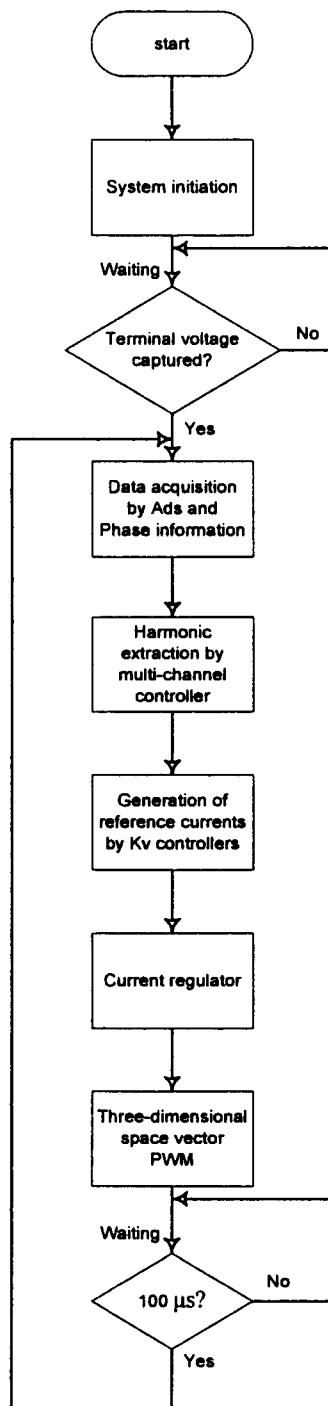 start
System initiation
Waiting
Terminal voltage
captured?
No
Yes
Data acquisition
by Ads and
Phase information
Harmonic
extraction by
multi-channel
controller
Generation of
reference currents
by Kv controllers
Current regulator
Three-dimensional
space vector
PWM
Waiting
100 μs?
No
Yes